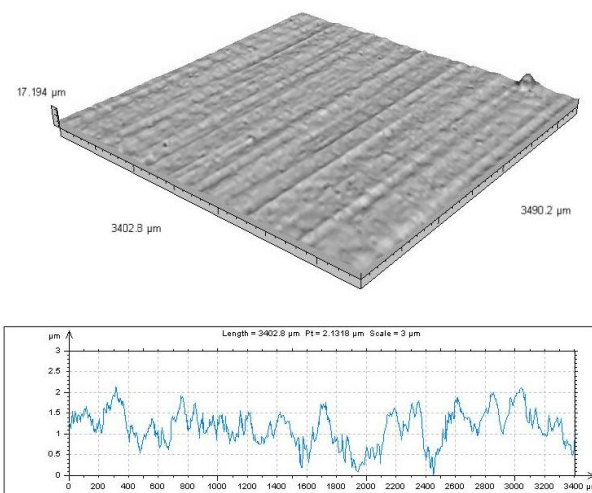 17.194 µm
3402.8 µm
3490.2 µm
µm Length = 3402.8 µm Pt = 2.1318 µm Scale = 3 µm
3
2.5
2
1.5
1
0.5
0
0 200 400 600 800 1000 1200 1400 1600 1800 2000 2200 2400 2600 2800 3000 3200 3400 µm